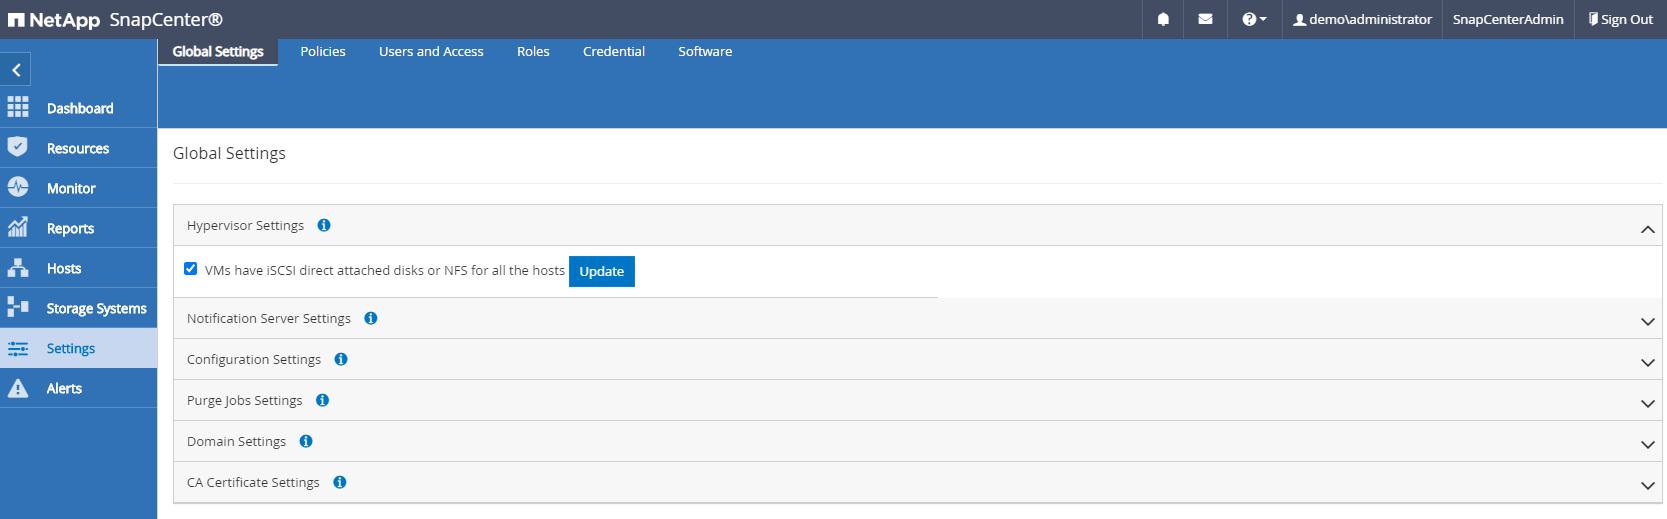 NetApp SnapCenter®
demo\administrator
SnapCenterAdmin
Sign Out
Global Settings
Policies
Users and Access
Roles
Credential
Software
Dashboard
Resources
Monitor
Reports
Hosts
Storage Systems
Settings
Alerts
Global Settings
Hypervisor Settings
VMs have iSCSI direct attached disks or NFS for all the hosts Update
Notification Server Settings
Configuration Settings
Purge Jobs Settings
Domain Settings
CA Certificate Settings